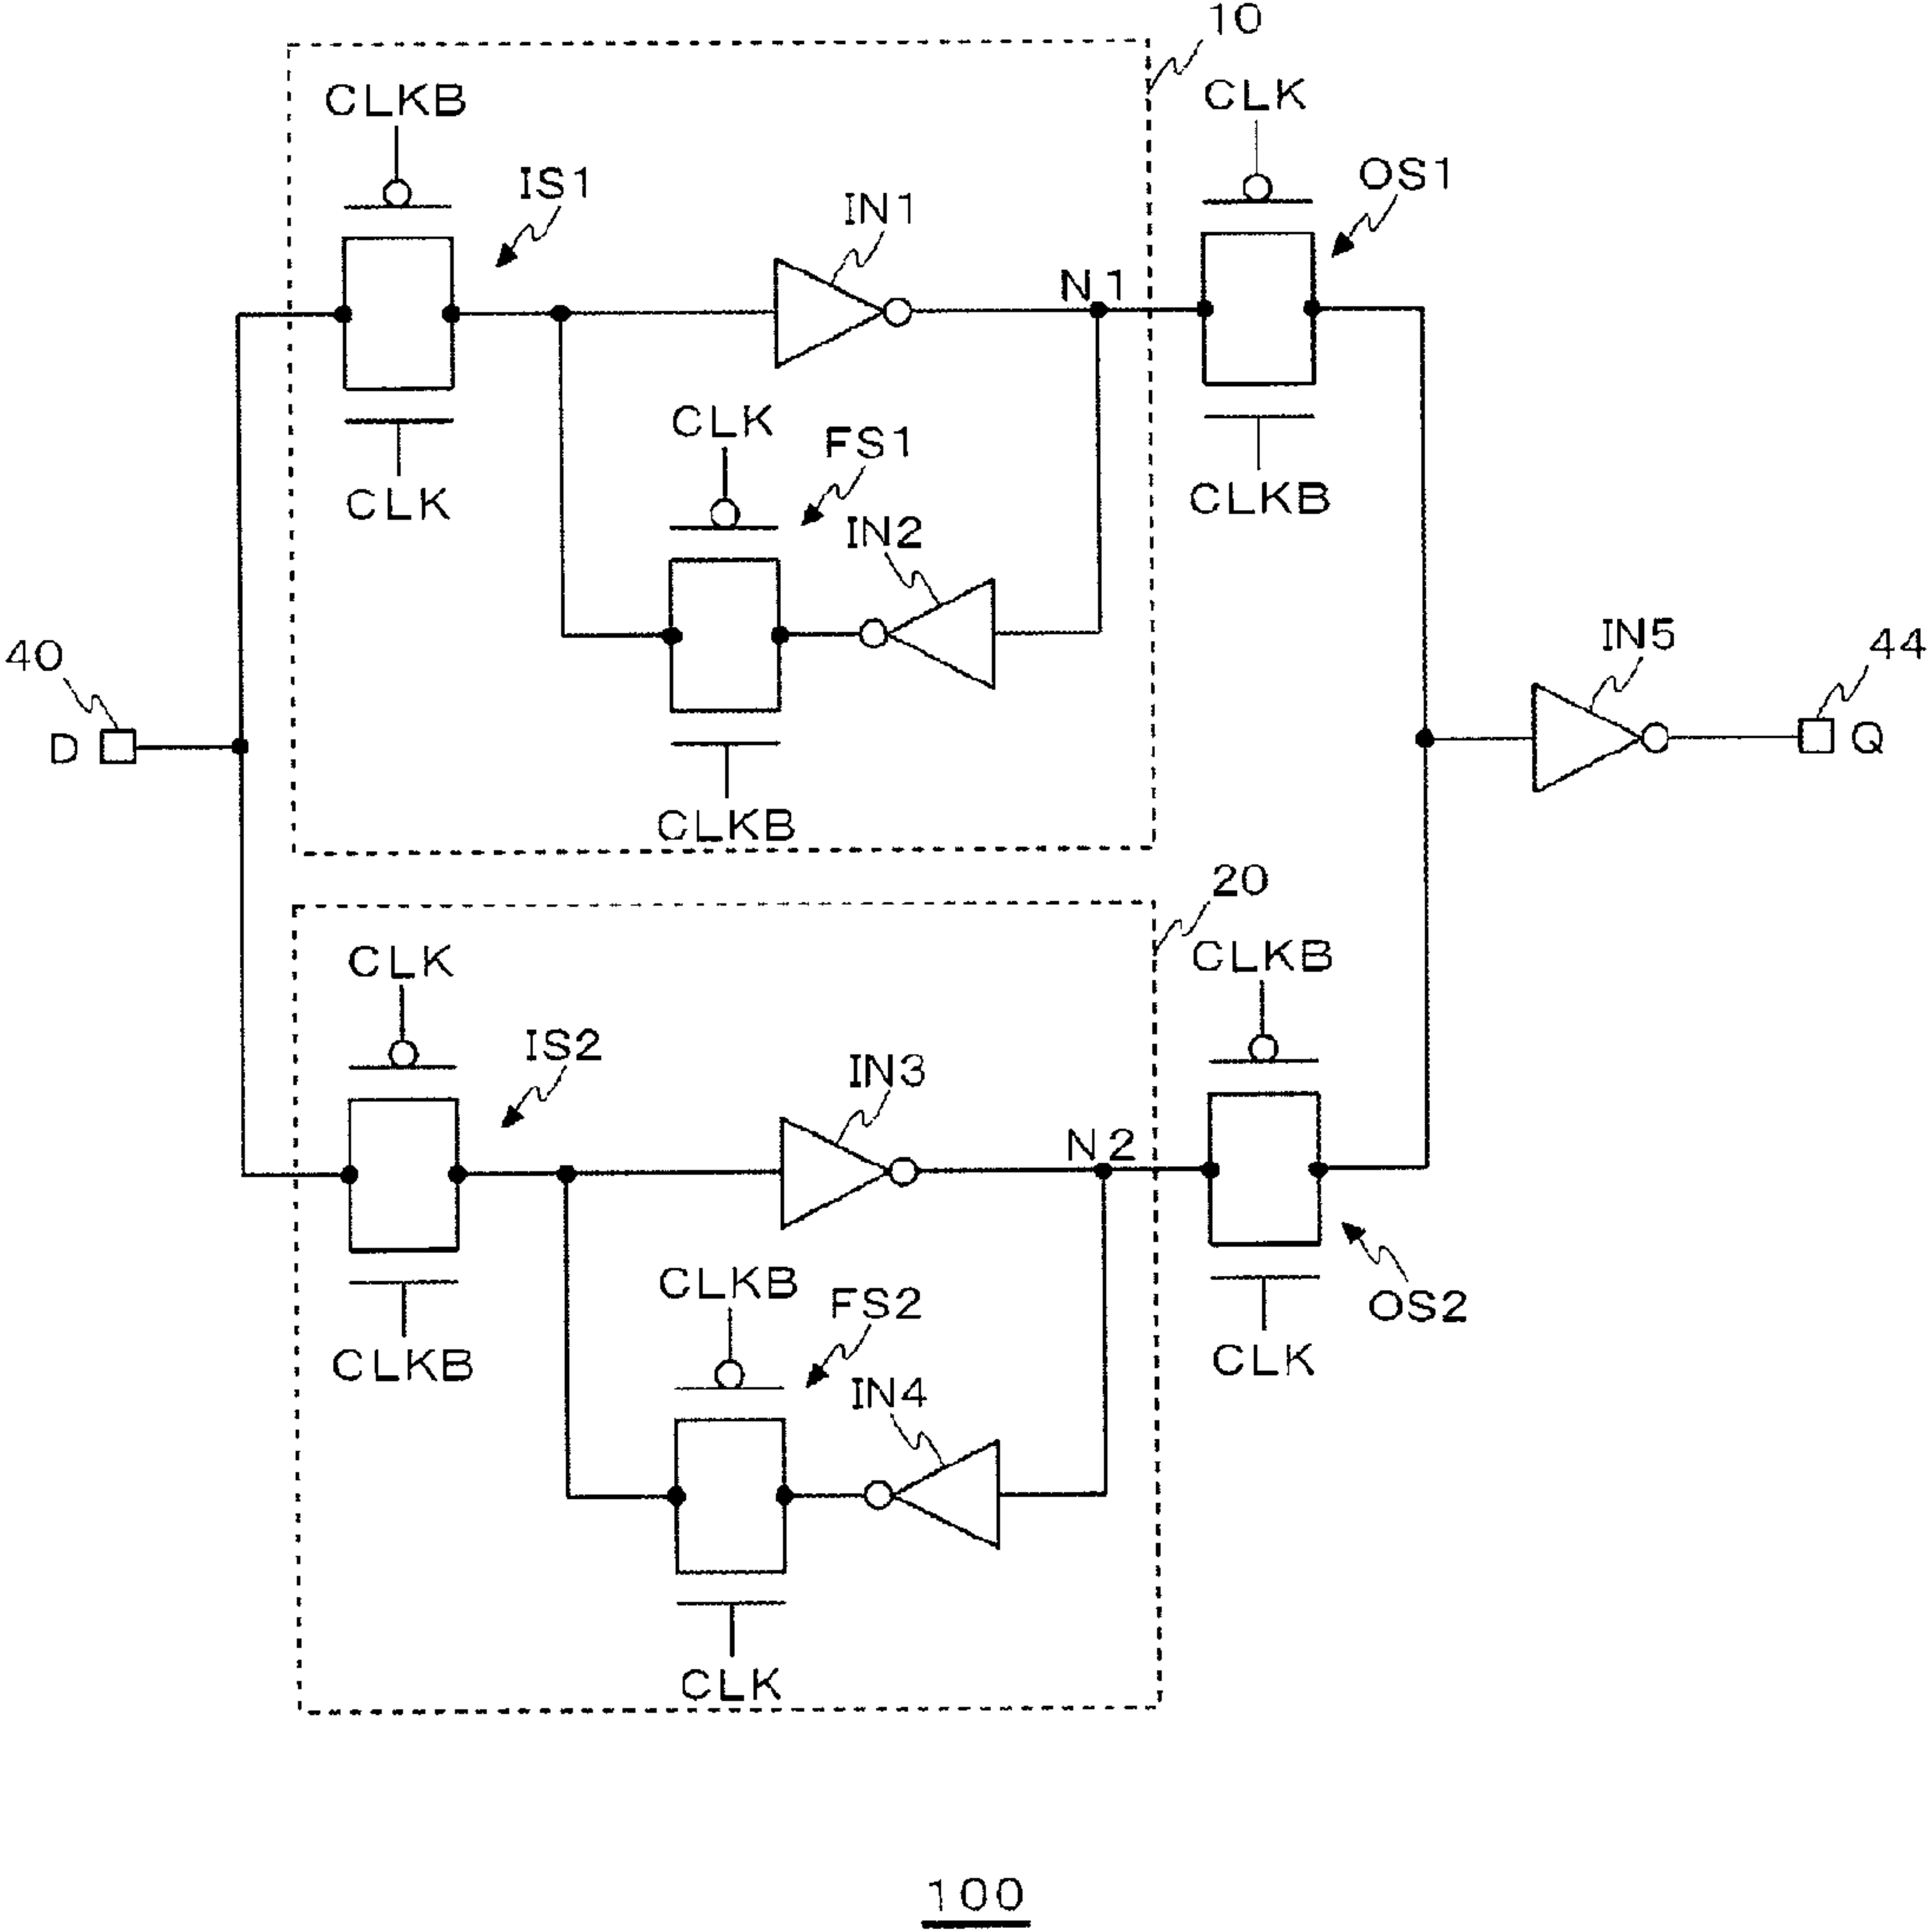 10
CLKB
CLK
IS1
OS1
IN1
N1
CLK
FS1
CLK
CLKB
IN2
IN5
44
40
D
Q
CLKB
20
CLK
CLKB
IS2
IN3
N2
CLKB
FS2
OS2
CLKB
CLK
IN4
CLK
100